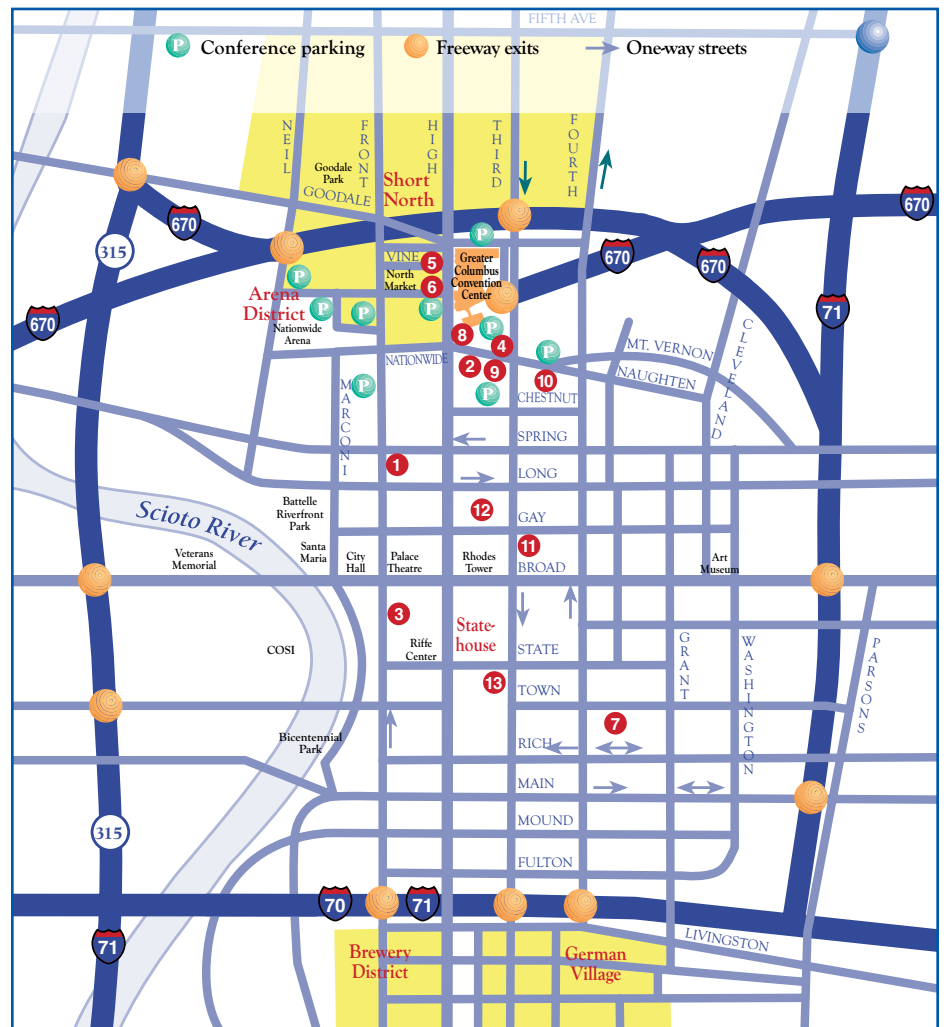 FIFTH AVE
P Conference parking
Freeway exits
One-way streets
NEIL
FRONT
HIGH
THIRD
FOURTH
Goodale
Park
GOODALE
Short
North
670
670
315
P
VINE
5
Greater
Columbus
Convention
Center
670
670
P
North
Market
6
Arena
District
P
P
P
71
670
Nationwide
Arena
8
P
4
P
CLEVELAND
MT. VERNON
NATIONWIDE
2
9
10
NAUGHTEN
MARCONI
P
P
CHESTNUT
SPRING
1
LONG
Battelle
Riverfront
Park
Scioto River
12
GAY
Veterans
Memorial
Santa
Maria
City
Hall
Palace
Theatre
Rhodes
Tower
11
BROAD
Art
Museum
3
State-
house
Riffe
Center
COSI
STATE
GRANT
WASHINGTON
PARSONS
13
TOWN
7
Bicentennial
Park
RICH
MAIN
315
MOUND
FULTON
70
71
71
LIVINGSTON
Brewery
District
German
Village